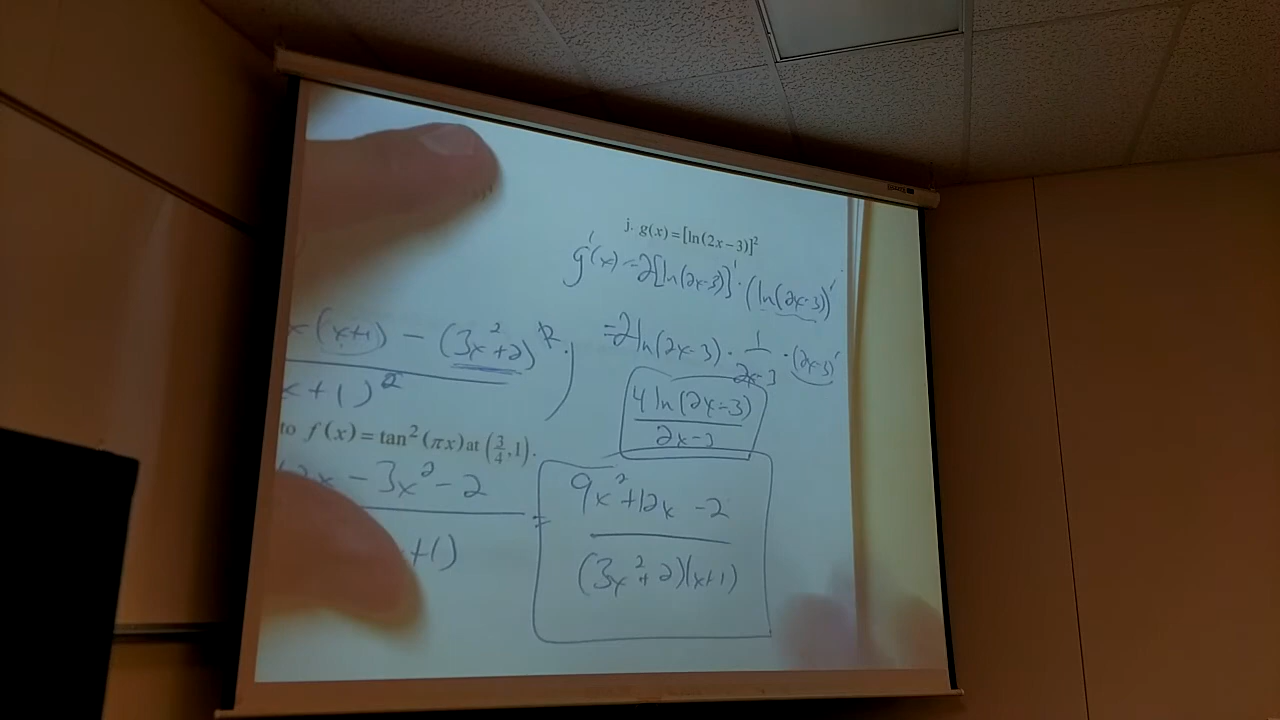 j. g(x)=[ln(2x-3)]²
g'(x) = 2[ln(2x-3)]¹ · (ln(2x-3))'
= 2 ln(2x-3) · 1/(2x-3) · (2x-3)'
4 ln(2x-3)
2x-3
x(x+1) - (3x²+2)
x+1)²
to f(x) = tan²(πx) at (3/4, 1).
2x - 3x² - 2
+1)
= 9x² + 12x - 2
(3x²+2)(x+1)